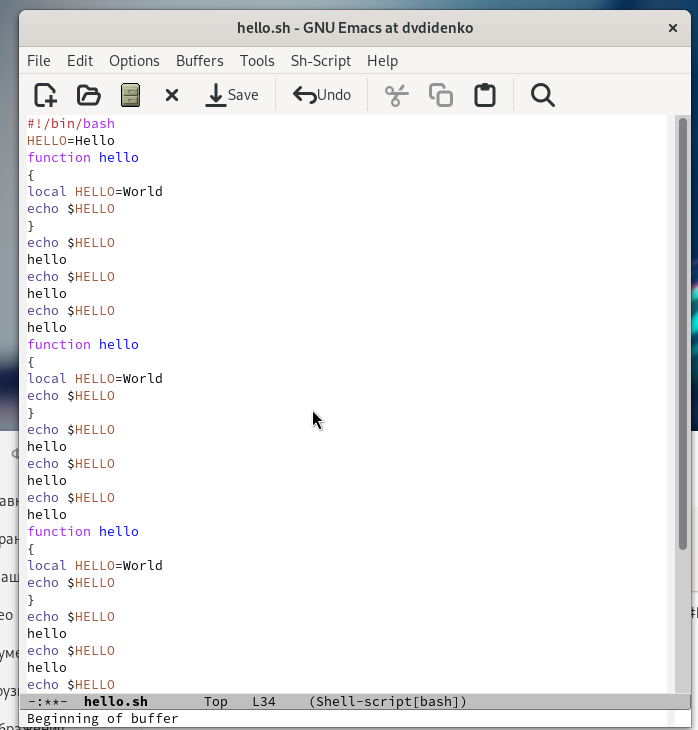 hello.sh - GNU Emacs at dvdidenko
File Edit Options Buffers Tools Sh-Script Help
Save Undo
#!/bin/bash
HELLO=Hello
function hello
{
local HELLO=World
echo $HELLO
}
echo $HELLO
hello
echo $HELLO
hello
echo $HELLO
hello
function hello
{
local HELLO=World
echo $HELLO
}
echo $HELLO
hello
echo $HELLO
hello
echo $HELLO
hello
function hello
{
local HELLO=World
echo $HELLO
}
echo $HELLO
hello
echo $HELLO
hello
echo $HELLO
-:**- hello.sh Top L34 (Shell-script[bash])
Beginning of buffer